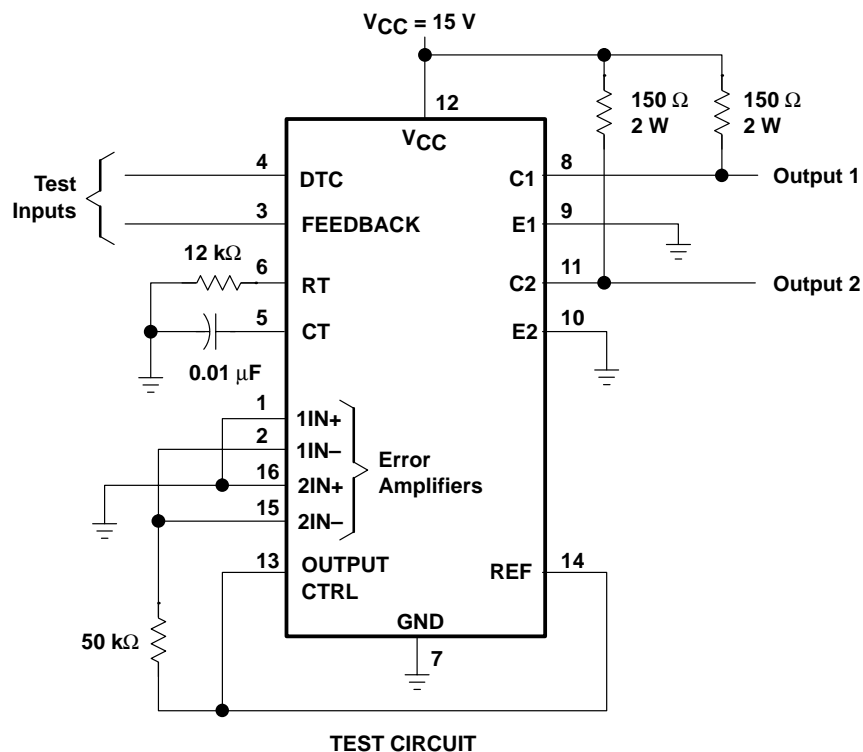 VCC = 15 V
12
VCC
150 Ω
2 W
150 Ω
2 W
Test
Inputs
4
DTC
C1
8
Output 1
3
FEEDBACK
E1
9
12 kΩ
6
RT
C2
11
Output 2
5
CT
E2
10
0.01 μF
1
1IN+
2
1IN–
16
2IN+
15
2IN–
Error
Amplifiers
13
OUTPUT
CTRL
REF
14
50 kΩ
GND
7
TEST CIRCUIT